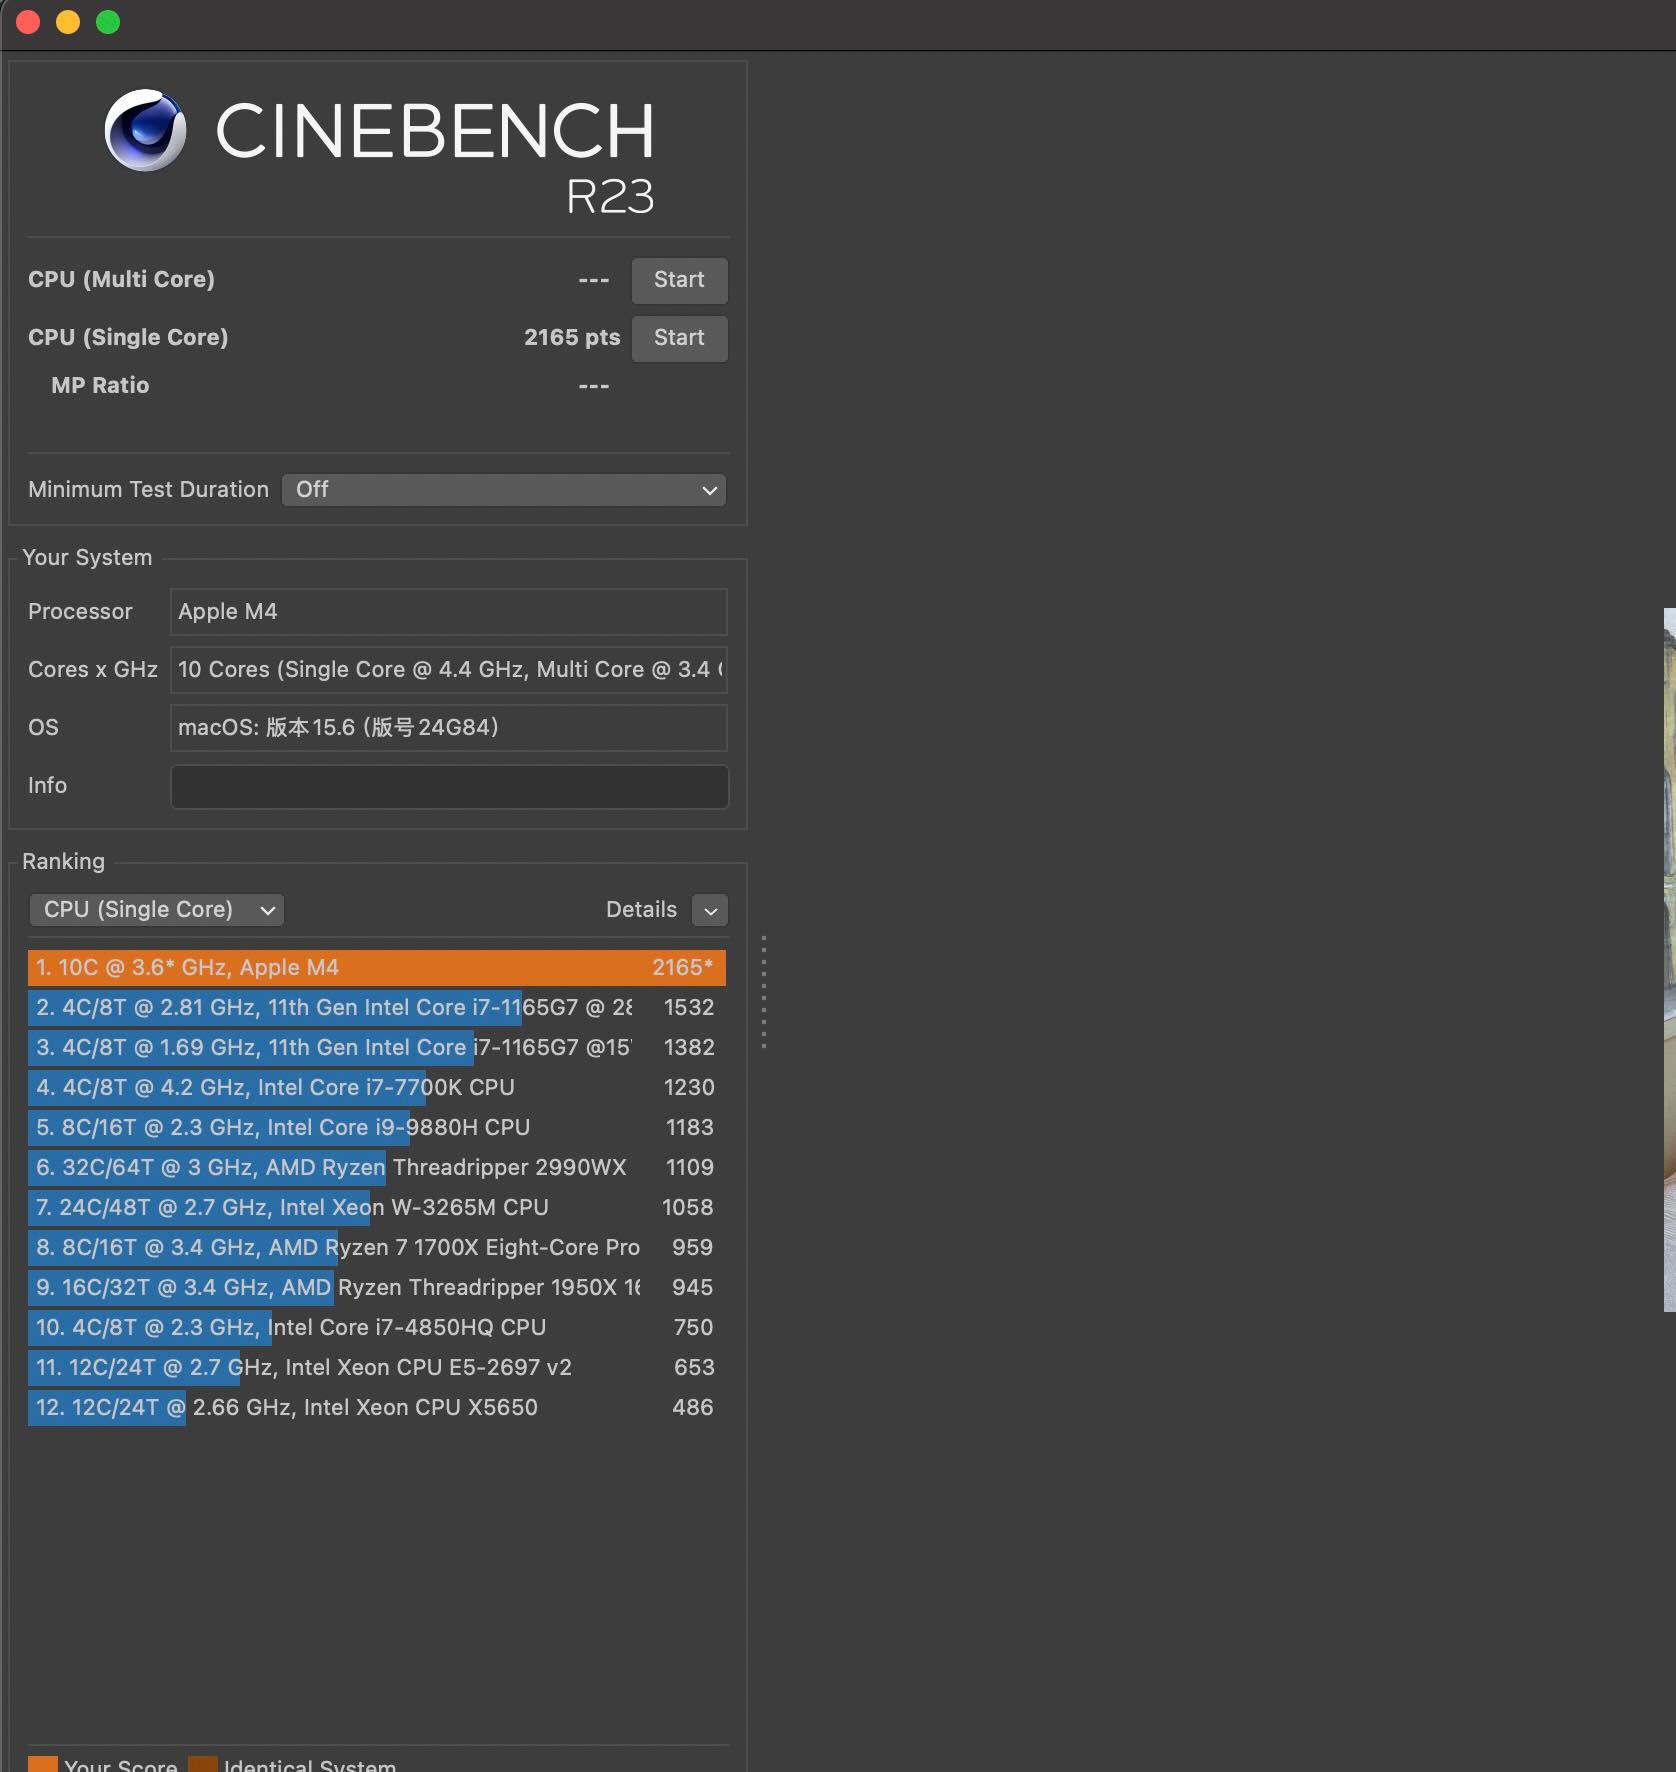 CINEBENCH
R23
CPU (Multi Core) --- Start
CPU (Single Core) 2165 pts Start
MP Ratio ---
Minimum Test Duration Off
Your System
Processor Apple M4
Cores x GHz 10 Cores (Single Core @ 4.4 GHz, Multi Core @ 3.4
OS macOS: 版本15.6 (版号24G84)
Info
Ranking
CPU (Single Core) Details
1. 10C @ 3.6* GHz, Apple M4 2165*
2. 4C/8T @ 2.81 GHz, 11th Gen Intel Core i7-1165G7 @ 28 1532
3. 4C/8T @ 1.69 GHz, 11th Gen Intel Core i7-1165G7 @15 1382
4. 4C/8T @ 4.2 GHz, Intel Core i7-7700K CPU 1230
5. 8C/16T @ 2.3 GHz, Intel Core i9-9880H CPU 1183
6. 32C/64T @ 3 GHz, AMD Ryzen Threadripper 2990WX 1109
7. 24C/48T @ 2.7 GHz, Intel Xeon W-3265M CPU 1058
8. 8C/16T @ 3.4 GHz, AMD Ryzen 7 1700X Eight-Core Pro 959
9. 16C/32T @ 3.4 GHz, AMD Ryzen Threadripper 1950X 16 945
10. 4C/8T @ 2.3 GHz, Intel Core i7-4850HQ CPU 750
11. 12C/24T @ 2.7 GHz, Intel Xeon CPU E5-2697 v2 653
12. 12C/24T @ 2.66 GHz, Intel Xeon CPU X5650 486
Your Score Identical System